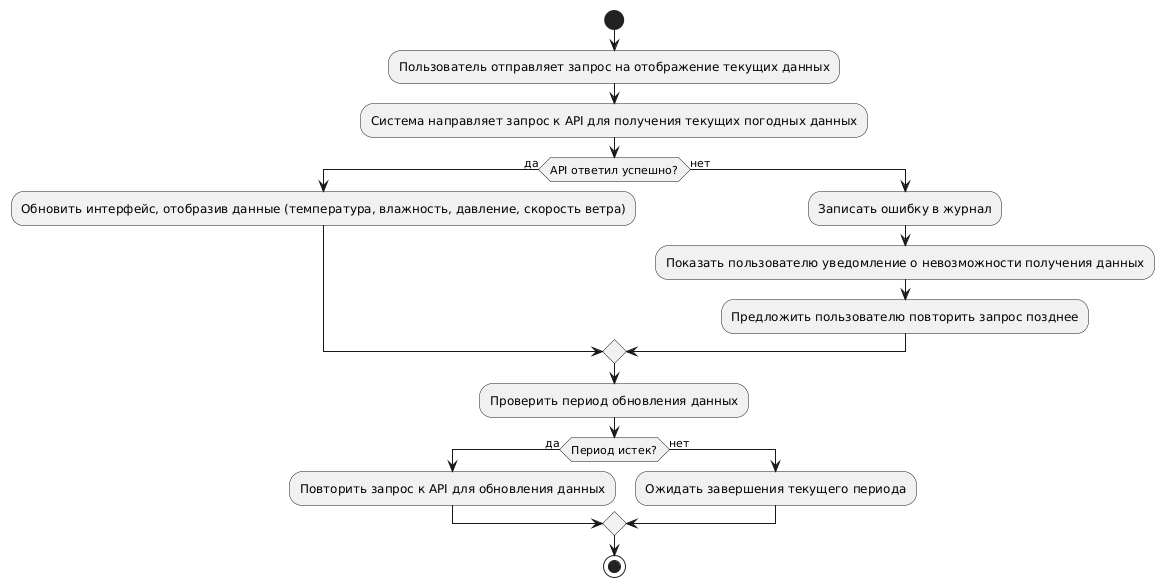 Пользователь отправляет запрос на отображение текущих данных
Система направляет запрос к API для получения текущих погодных данных
да
API ответил успешно?
нет
Обновить интерфейс, отобразив данные (температура, влажность, давление, скорость ветра)
Записать ошибку в журнал
Показать пользователю уведомление о невозможности получения данных
Предложить пользователю повторить запрос позднее
Проверить период обновления данных
да
Период истек?
нет
Повторить запрос к API для обновления данных
Ожидать завершения текущего периода